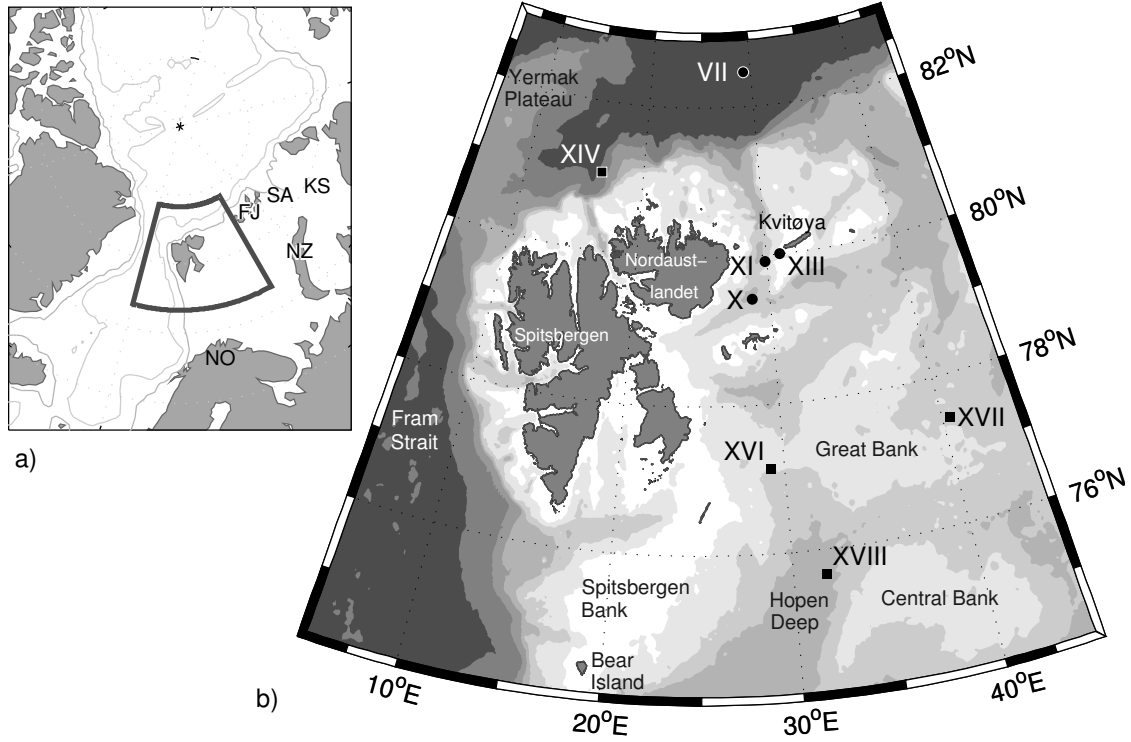 SA
KS
FJ
NZ
NO
a)
Yermak
Plateau
VII
82°N
XIV
80°N
Kvitøya
Nordaust–
landet
XI
XIII
X
Spitsbergen
78°N
Fram
Strait
XVII
XVI
Great Bank
76°N
XVIII
Spitsbergen
Bank
Hopen
Deep
Central Bank
Bear
Island
10°E
20°E
30°E
40°E
b)